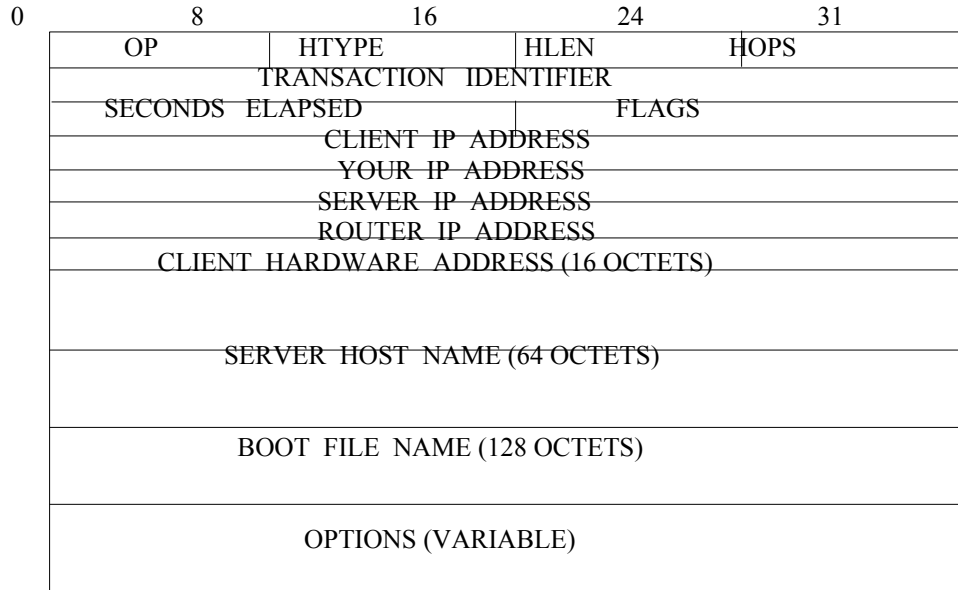 0 8 16 24 31
OP HTYPE HLEN HOPS
TRANSACTION IDENTIFIER
SECONDS ELAPSED FLAGS
CLIENT IP ADDRESS
YOUR IP ADDRESS
SERVER IP ADDRESS
ROUTER IP ADDRESS
CLIENT HARDWARE ADDRESS (16 OCTETS)
SERVER HOST NAME (64 OCTETS)
BOOT FILE NAME (128 OCTETS)
OPTIONS (VARIABLE)